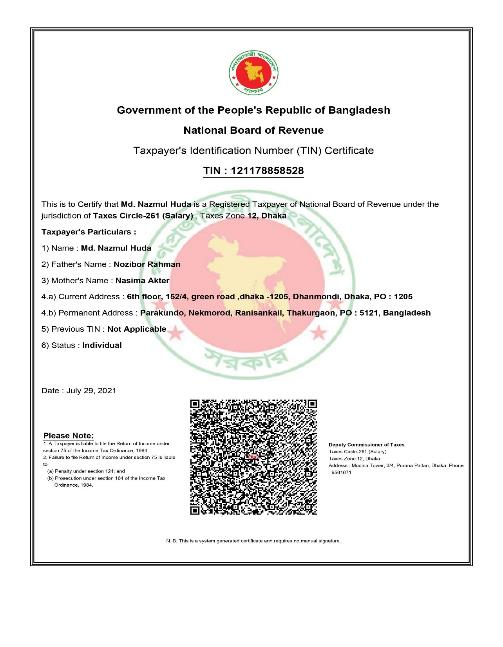 Government of the People's Republic of Bangladesh
National Board of Revenue
Taxpayer's Identification Number (TIN) Certificate
TIN : 121178858528
This is to Certify that Md. Nazmul Huda is a Registered Taxpayer of National Board of Revenue under the
jurisdiction of Taxes Circle-261 (Salary) , Taxes Zone 12, Dhaka
Taxpayer's Particulars :
1) Name : Md. Nazmul Huda
2) Father's Name : Nozibor Rahman
3) Mother's Name : Nasima Akter
4.a) Current Address : 6th floor, 152/4, green road ,dhaka -1205, Dhanmondi, Dhaka, PO : 1205
4.b) Permanent Address : Parakundo, Nekmorod, Ranisankail, Thakurgaon, PO : 5121, Bangladesh
5) Previous TIN : Not Applicable
6) Status : Individual
সরকার
Date : July 29, 2021
Please Note:
1. A Taxpayer is liable to file the Return of Income under
section 75 of the Income Tax Ordinance, 1984
2. Failure to file Return of Income under section 75 is liable
to
(a) Penalty under section 124; and
(b) Prosecution under section 164 of the Income Tax
Ordinance, 1984.
Deputy Commissioner of Taxes
Taxes Circle-261 (Salary)
Taxes Zone 12, Dhaka
Address : Tower, 3/4, Purana Paltan, Dhaka. Phone
N. B. This is a system generated certificate and requires no manual signature.